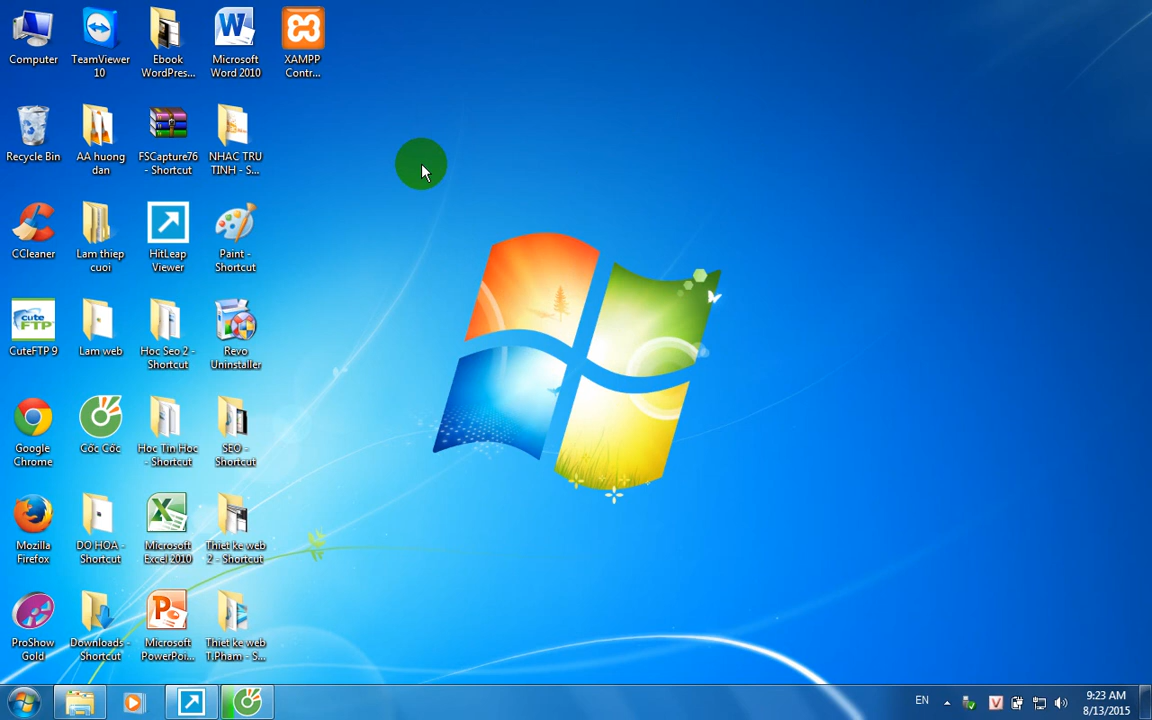 Computer
TeamViewer
10
Ebook
WordPres...
Microsoft
Word 2010
XAMPP
Contr...
Recycle Bin
AA huong
dan
FSCapture76
- Shortcut
NHAC TRU
TINH - S...
CCleaner
Lam thiep
cuoi
HitLeap
Viewer
Paint -
Shortcut
cute
FTP
CuteFTP 9
Lam web
Hoc Seo 2 -
Shortcut
Revo
Uninstaller
Google
Chrome
Cốc Cốc
Hoc Tin Hoc
- Shortcut
SEO -
Shortcut
Mozilla
Firefox
DO HOA -
Shortcut
Microsoft
Excel 2010
Thiet ke web
2 - Shortcut
ProShow
Gold
Downloads -
Shortcut
Microsoft
PowerPoi...
Thiet ke web
T.Pham - S...
EN
V
9:23 AM
8/13/2015